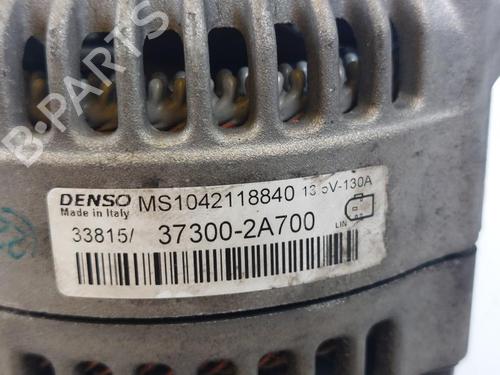 B-PARTS
DENSO MS1042118840 13.5V-130A
Made in Italy
33815/ 37300-2A700
LIN